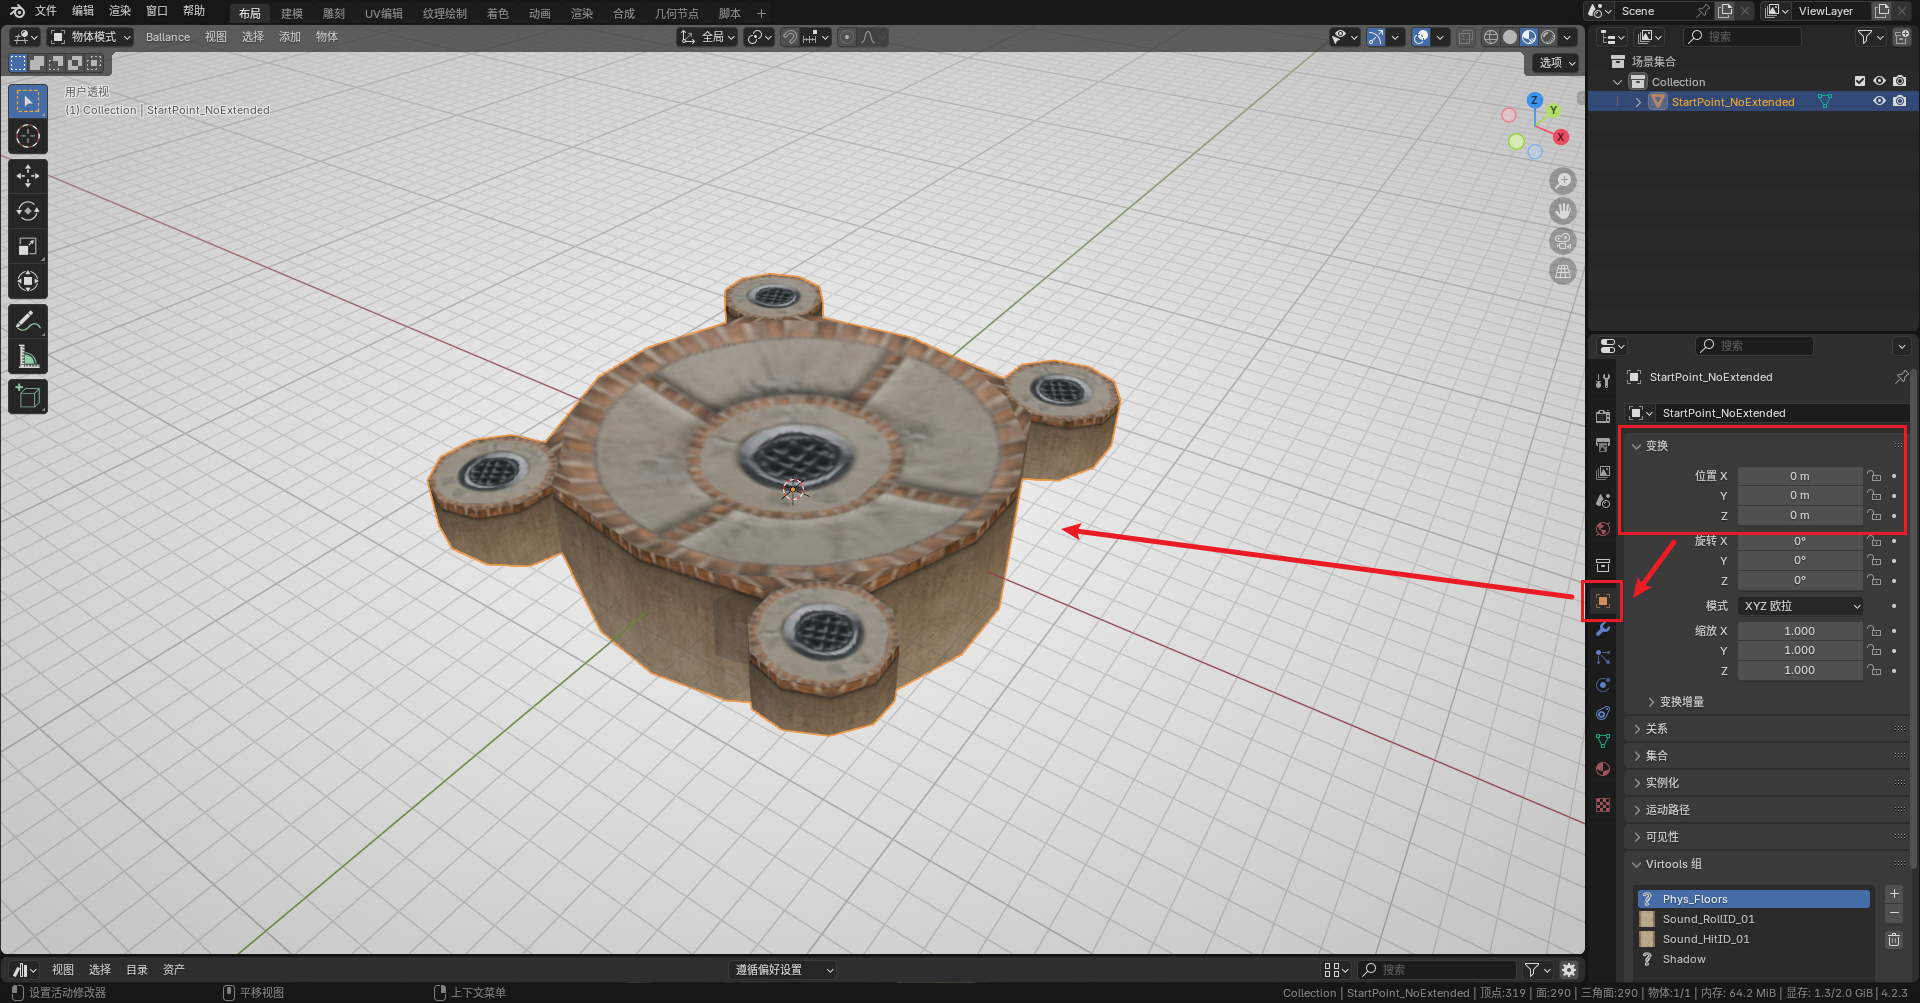 文件 编辑 渲染 窗口 帮助 布局 建模 雕刻 UV编辑 纹理绘制 着色 动画 渲染 合成 几何节点 脚本 + Scene ViewLayer
物体模式 Ballance 视图 选择 添加 物体 全局 搜索
选项
用户透视
(1) Collection | StartPoint_NoExtended
Z
Y
X
场景集合
Collection
StartPoint_NoExtended
搜索
StartPoint_NoExtended
StartPoint_NoExtended
变换
位置 X 0 m
Y 0 m
Z 0 m
旋转 X 0°
Y 0°
Z 0°
模式 XYZ 欧拉
缩放 X 1.000
Y 1.000
Z 1.000
变换增量
关系
集合
实例化
运动路径
可见性
Virtools 组
Phys_Floors
Sound_RollID_01
Sound_HitID_01
Shadow
视图 选择 目录 资产 遵循偏好设置 搜索
设置活动修改器 平移视图 上下文菜单 Collection | StartPoint_NoExtended | 顶点:319 | 面:290 | 三角面:290 | 物体:1/1 | 内存: 64.2 MiB | 显存: 1.3/2.0 GiB | 4.2.3